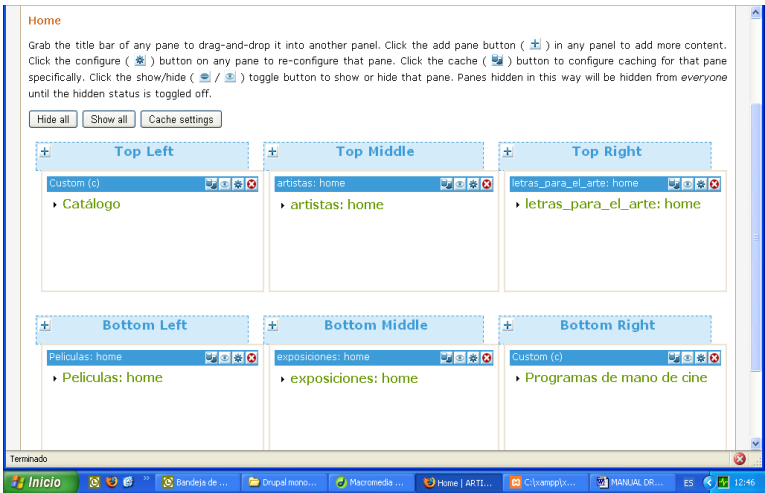 Home
Grab the title bar of any pane to drag-and-drop it into another panel. Click the add pane button ( ) in any panel to add more content.
Click the configure ( ) button on any pane to re-configure that pane. Click the cache ( ) button to configure caching for that pane
specifically. Click the show/hide ( / ) toggle button to show or hide that pane. Panes hidden in this way will be hidden from everyone
until the hidden status is toggled off.
Hide all Show all Cache settings
Top Left Top Middle Top Right
Custom (c) artistas: home letras_para_el_arte: home
Catálogo artistas: home letras_para_el_arte: home
Bottom Left Bottom Middle Bottom Right
Peliculas: home exposiciones: home Custom (c)
Peliculas: home exposiciones: home Programas de mano de cine
Terminado
Inicio » Bandeja de ... Drupal mono... Macromedia ... Home | ARTI... C:\xampp\x... MANUAL DR... ES 12:46